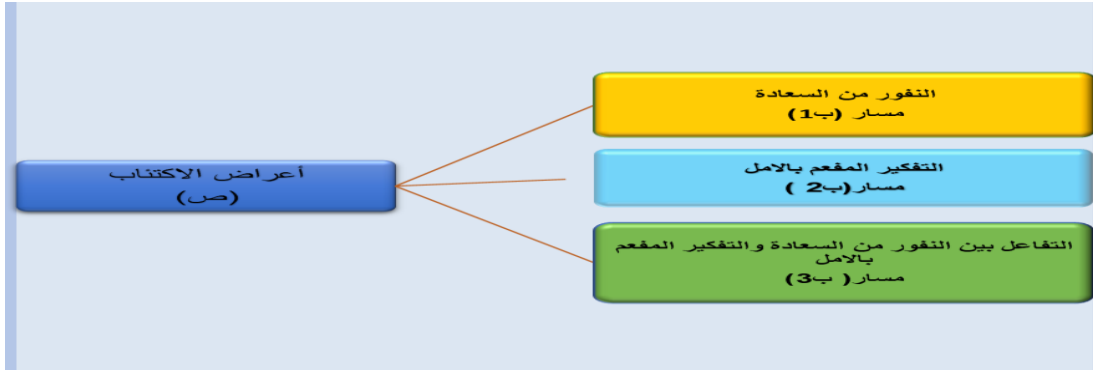 النفور من السعادة
مسار (ب1)
التفكير المفعم بالامل
مسار(ب2 )
التفاعل بين النفور من السعادة والتفكير المفعم
بالامل
مسار( ب3)
أعراض الاكتئاب
(ص)